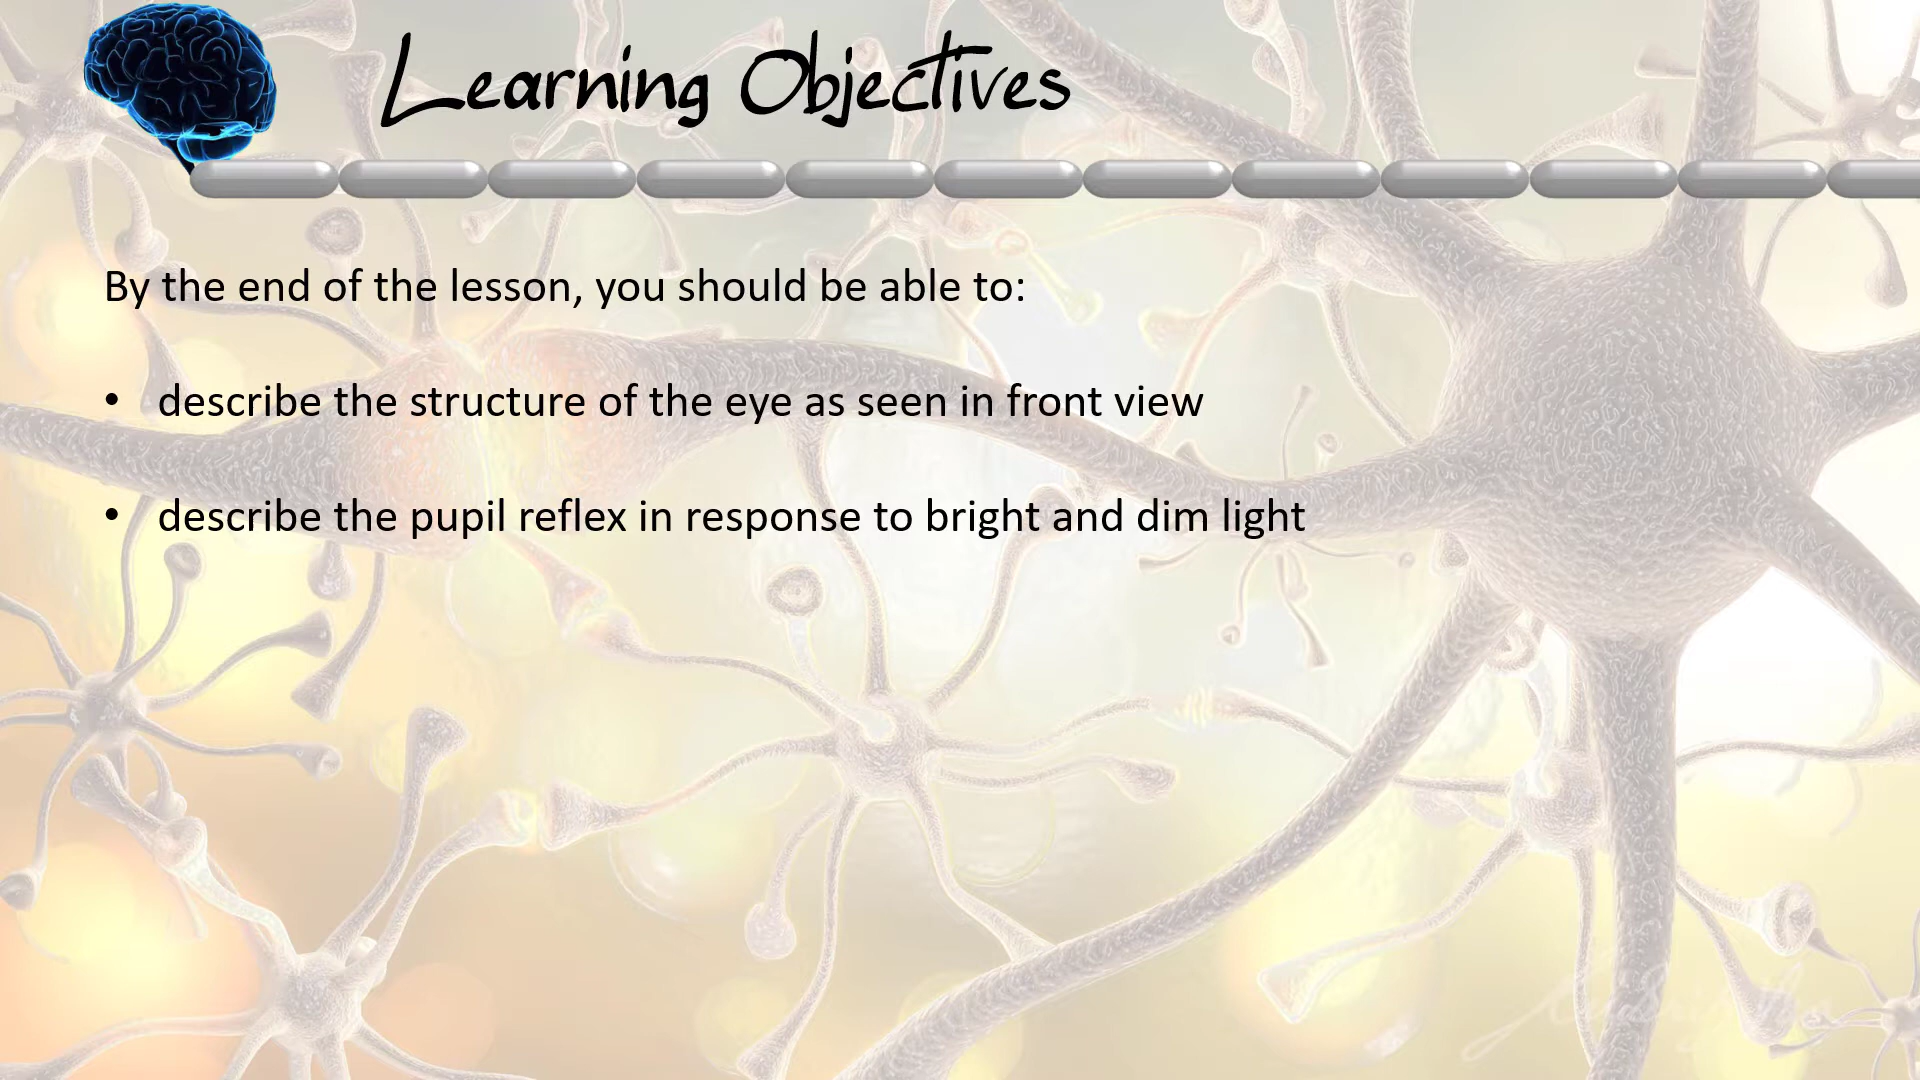 Learning Objectives
By the end of the lesson, you should be able to:
• describe the structure of the eye as seen in front view
• describe the pupil reflex in response to bright and dim light